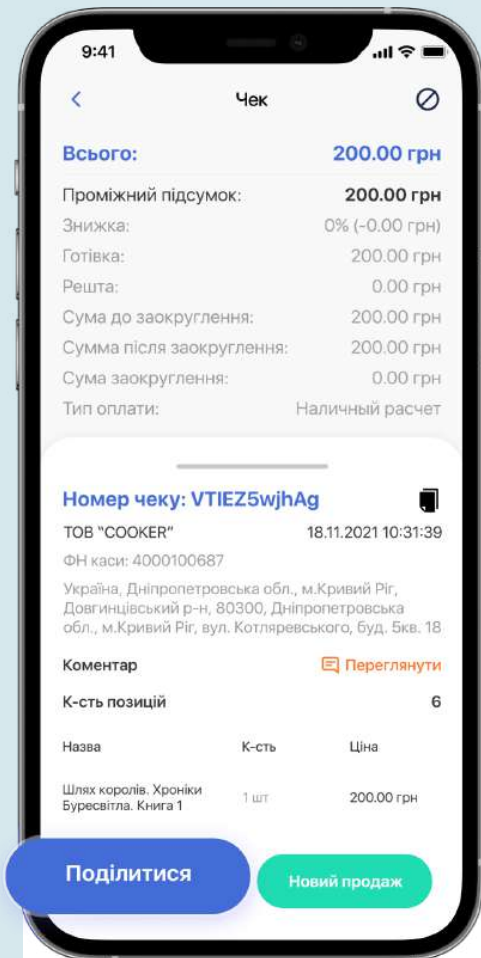 9:41
Чек
Всього: 200.00 грн
Проміжний підсумок: 200.00 грн
Знижка: 0% (-0.00 грн)
Готівка: 200.00 грн
Решта: 0.00 грн
Сума до заокруглення: 200.00 грн
Сумма після заокруглення: 200.00 грн
Сума заокруглення: 0.00 грн
Тип оплати: Наличный расчет
Номер чеку: VTIEZ5wjhAg
ТОВ "COOKER" 18.11.2021 10:31:39
ФН каси: 4000100687
Україна, Дніпропетровська обл., м.Кривий Ріг,
Довгинцівський р-н, 80300, Дніпропетровська
обл., м.Кривий Ріг, вул. Котляревського, буд. 5кв. 18
Коментар Переглянути
К-сть позицій 6
Назва К-сть Ціна
Шлях королів. Хроніки
Буресвітла. Книга 1 1 шт 200.00 грн
Поділитися Новий продаж